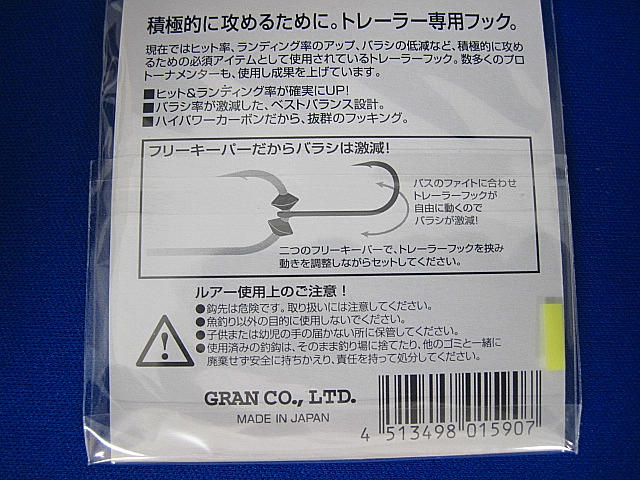 積極的に攻めるために。トレーラー専用フック。
現在ではヒット率、ランディング率のアップ、バラシの低減など、積極的に攻め
るための必須アイテムとして使用されているトレーラーフック。数多くのプロ
トーナメンターも、使用し成果を上げています。
■ヒット&ランディング率が確実にUP!
■バラシ率が激減した、ベストバランス設計。
■ハイパワーカーボンだから、抜群のフッキング。
フリーキーパーだからバラシは激減!
バスのファイトに合わせ
トレーラーフックが
自由に動くので
バラシが激減!
二つのフリーキーパーで、トレーラーフックを挟み
動きを調整しながらセットしてください。
ルアー使用上のご注意!
●鈎先は危険です。取り扱いには注意してください。
●魚釣り以外の目的に使用しないでください。
●子供または幼児の手の届かない所に保管してください。
●使用済みの釣鈎は、そのまま釣り場に捨てたり、他のゴミと一緒に
廃棄せず安全に持ちかえり、責任を持って処分してください。
GRAN CO., LTD.
MADE IN JAPAN
4 513498 015907